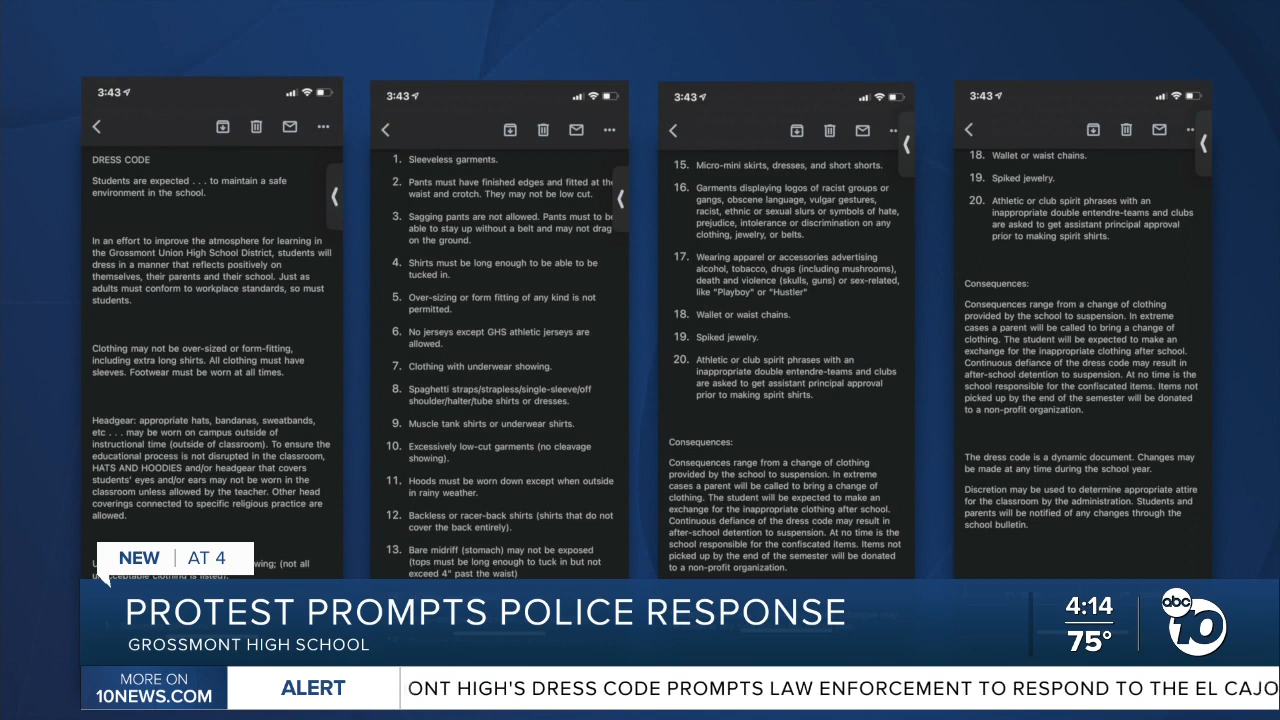 3:43
DRESS CODE
Students are expected . . . to maintain a safe
environment in the school.
In an effort to improve the atmosphere for learning in
the Grossmont Union High School District, students will
dress in a manner that reflects positively on
themselves, their parents and their school. Just as
adults must conform to workplace standards, so must
students.
Clothing may not be over-sized or form-fitting,
including extra long shirts. All clothing must have
sleeves. Footwear must be worn at all times.
Headgear: appropriate hats, bandanas, sweatbands,
etc . . . may be worn on campus outside of
instructional time (outside of classroom). To ensure the
educational process is not disrupted in the classroom,
HATS AND HOODIES and/or headgear that covers
students' eyes and/or ears may not be worn in the
classroom unless allowed by the teacher. Other head
coverings connected to specific religious practice are
allowed.
(not all
clothing is listed).
3:43
1. Sleeveless garments.
2. Pants must have finished edges and fitted at the
waist and crotch. They may not be low cut.
3. Sagging pants are not allowed. Pants must to be
able to stay up without a belt and may not drag
on the ground.
4. Shirts must be long enough to be able to be
tucked in.
5. Over-sizing or form fitting of any kind is not
permitted.
6. No jerseys except GHS athletic jerseys are
allowed.
7. Clothing with underwear showing.
8. Spaghetti straps/strapless/single-sleeve/off
shoulder/halter/tube shirts or dresses.
9. Muscle tank shirts or underwear shirts.
10. Excessively low-cut garments (no cleavage
showing).
11. Hoods must be worn down except when outside
in rainy weather.
12. Backless or racer-back shirts (shirts that do not
cover the back entirely).
13. Bare midriff (stomach) may not be exposed
(tops must be long enough to tuck in but not
exceed 4" past the waist)
3:43
15. Micro-mini skirts, dresses, and short shorts.
16. Garments displaying logos of racist groups or
gangs, obscene language, vulgar gestures,
racist, ethnic or sexual slurs or symbols of hate,
prejudice, intolerance or discrimination on any
clothing, jewelry, or belts.
17. Wearing apparel or accessories advertising
alcohol, tobacco, drugs (including mushrooms),
death and violence (skulls, guns) or sex-related,
like "Playboy" or "Hustler"
18. Wallet or waist chains.
19. Spiked jewelry.
20. Athletic or club spirit phrases with an
inappropriate double entendre-teams and clubs
are asked to get assistant principal approval
prior to making spirit shirts.
Consequences:
Consequences range from a change of clothing
provided by the school to suspension. In extreme
cases a parent will be called to bring a change of
clothing. The student will be expected to make an
exchange for the inappropriate clothing after school.
Continuous defiance of the dress code may result in
after-school detention to suspension. At no time is the
school responsible for the confiscated items. Items not
picked up by the end of the semester will be donated
to a non-profit organization.
3:43
18. Wallet or waist chains.
19. Spiked jewelry.
20. Athletic or club spirit phrases with an
inappropriate double entendre-teams and clubs
are asked to get assistant principal approval
prior to making spirit shirts.
Consequences:
Consequences range from a change of clothing
provided by the school to suspension. In extreme
cases a parent will be called to bring a change of
clothing. The student will be expected to make an
exchange for the inappropriate clothing after school.
Continuous defiance of the dress code may result in
after-school detention to suspension. At no time is the
school responsible for the confiscated items. Items not
picked up by the end of the semester will be donated
to a non-profit organization.
The dress code is a dynamic document. Changes may
be made at any time during the school year.
Discretion may be used to determine appropriate attire
for the classroom by the administration. Students and
parents will be notified of any changes through the
school bulletin.
NEW | AT 4
PROTEST PROMPTS POLICE RESPONSE
GROSSMONT HIGH SCHOOL
4:14
75°
abc 10
MORE ON
10NEWS.COM
ALERT
ONT HIGH'S DRESS CODE PROMPTS LAW ENFORCEMENT TO RESPOND TO THE EL CAJO